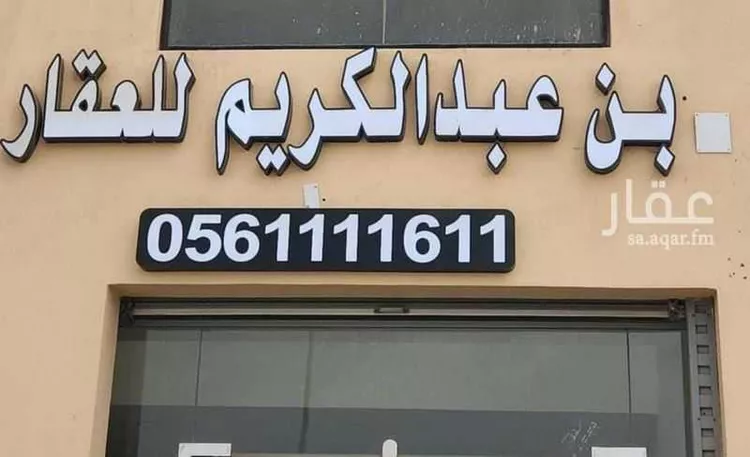 بن عبدالكريم للعقار
0561111611
عقار
sa.aqar.fm